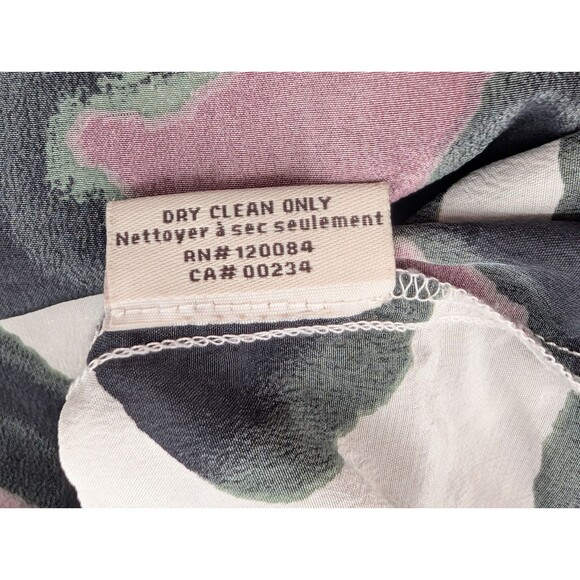 DRY CLEAN ONLY
Nettoyer à sec seulement
RN# 120084
CA# 00234